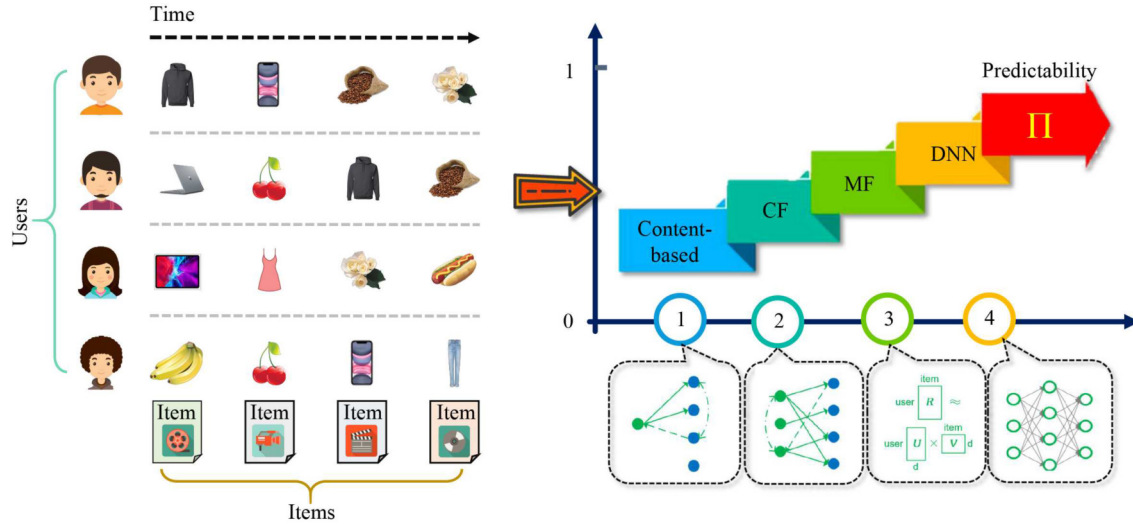 Time
Users
Item
Item
Item
Item
Items
1
0
Content-
based
CF
MF
DNN
Predictability
Π
1
2
3
4
item
user R ≈
item
user U × V d
d